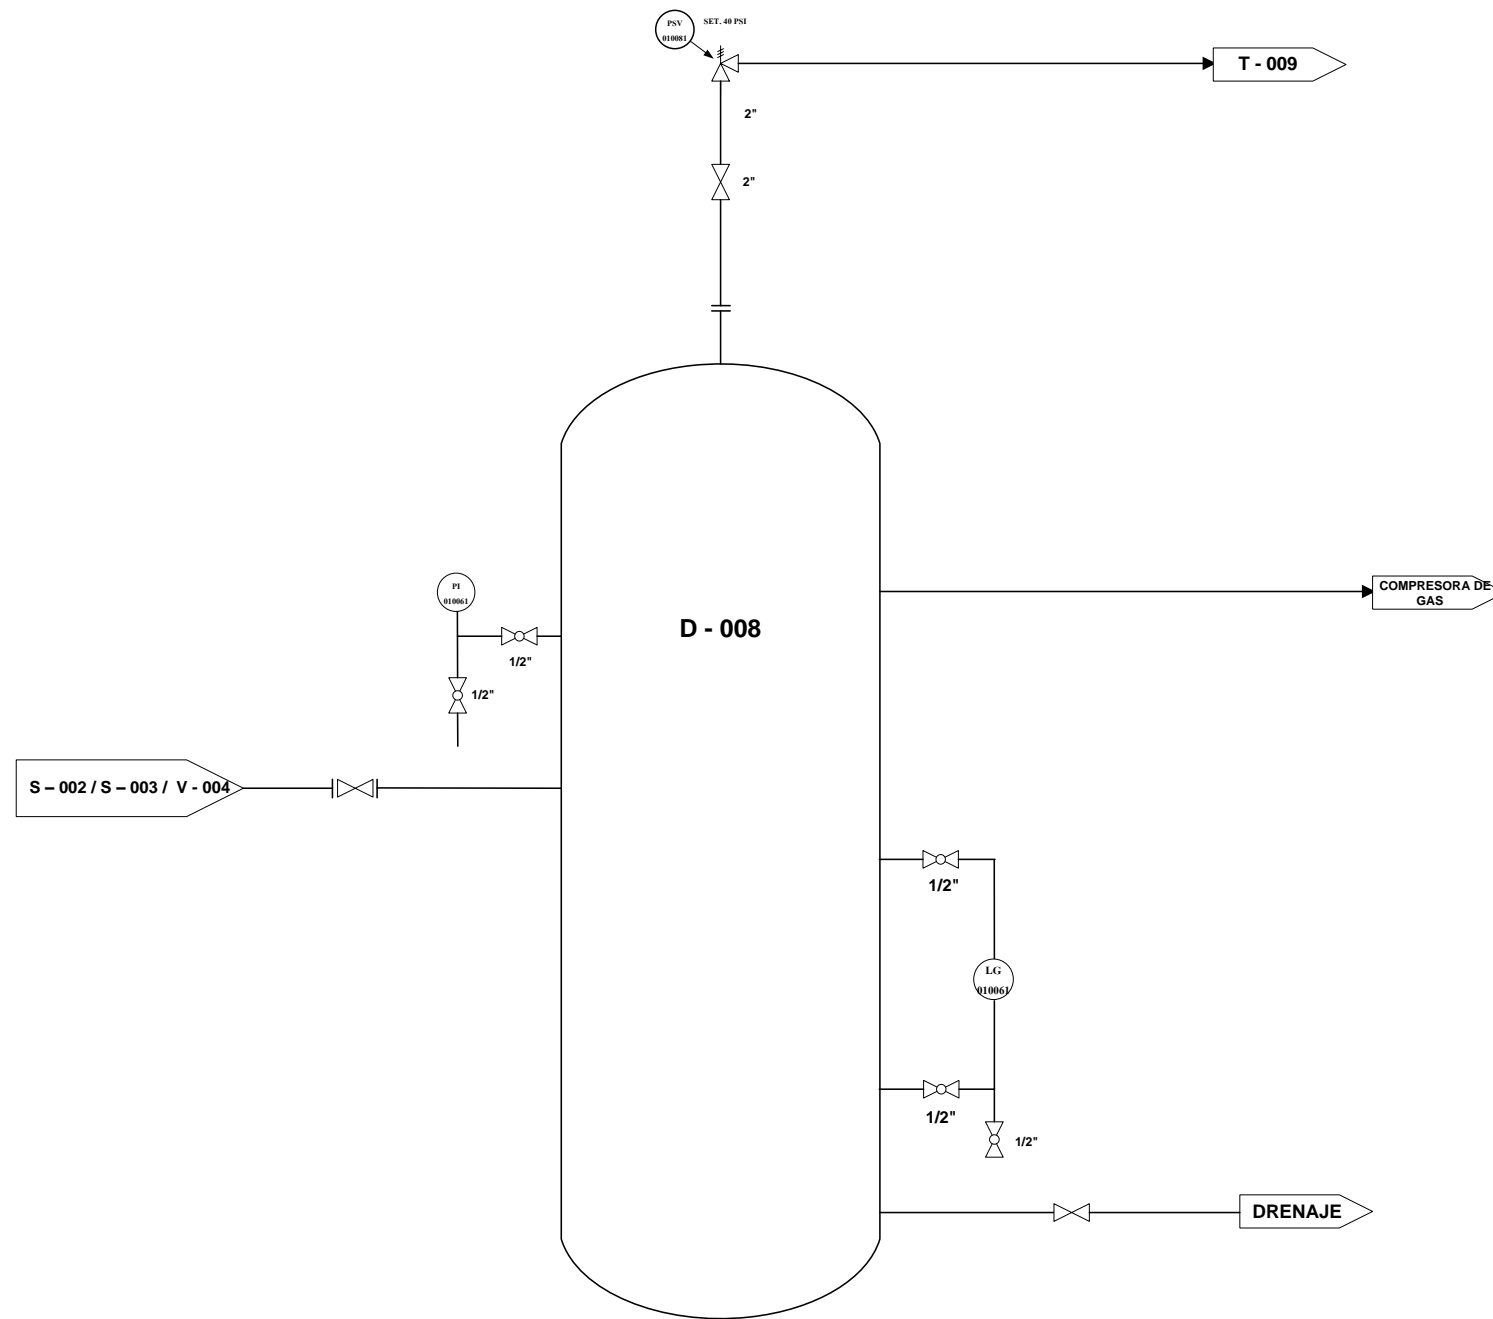 PSV
010081
SET. 40 PSI
T - 009
2"
2"
COMPRESORA DE
GAS
PI
010061
D - 008
1/2"
1/2"
S – 002 / S – 003 / V - 004
1/2"
LG
010061
1/2"
1/2"
DRENAJE